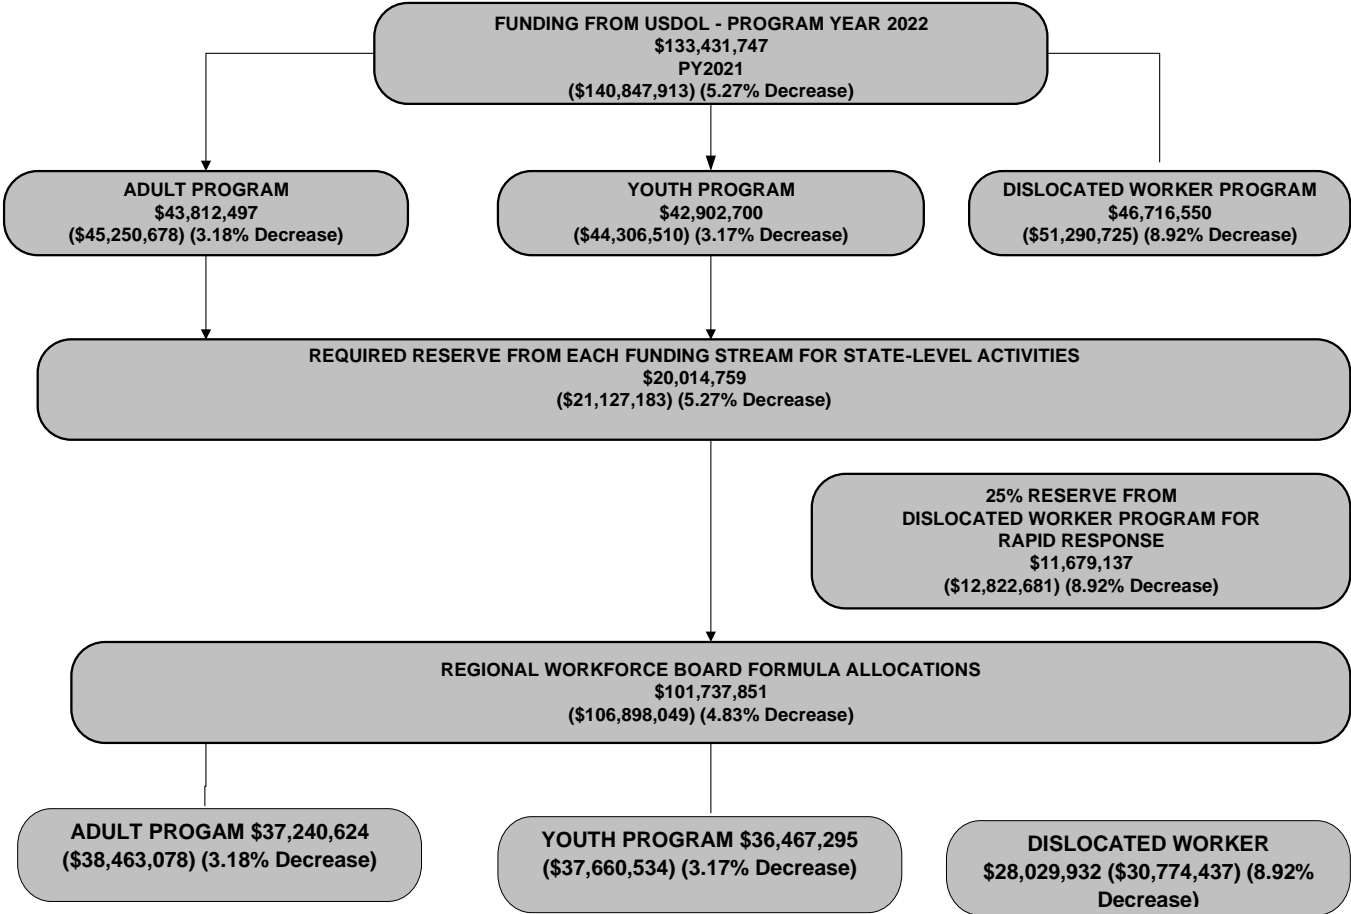 FUNDING FROM USDOL - PROGRAM YEAR 2022
$133,431,747
PY2021
($140,847,913) (5.27% Decrease)
ADULT PROGRAM
$43,812,497
($45,250,678) (3.18% Decrease)
YOUTH PROGRAM
$42,902,700
($44,306,510) (3.17% Decrease)
DISLOCATED WORKER PROGRAM
$46,716,550
($51,290,725) (8.92% Decrease)
REQUIRED RESERVE FROM EACH FUNDING STREAM FOR STATE-LEVEL ACTIVITIES
$20,014,759
($21,127,183) (5.27% Decrease)
25% RESERVE FROM
DISLOCATED WORKER PROGRAM FOR
RAPID RESPONSE
$11,679,137
($12,822,681) (8.92% Decrease)
REGIONAL WORKFORCE BOARD FORMULA ALLOCATIONS
$101,737,851
($106,898,049) (4.83% Decrease)
ADULT PROGAM $37,240,624
($38,463,078) (3.18% Decrease)
YOUTH PROGRAM $36,467,295
($37,660,534) (3.17% Decrease)
DISLOCATED WORKER
$28,029,932 ($30,774,437) (8.92%
Decrease)